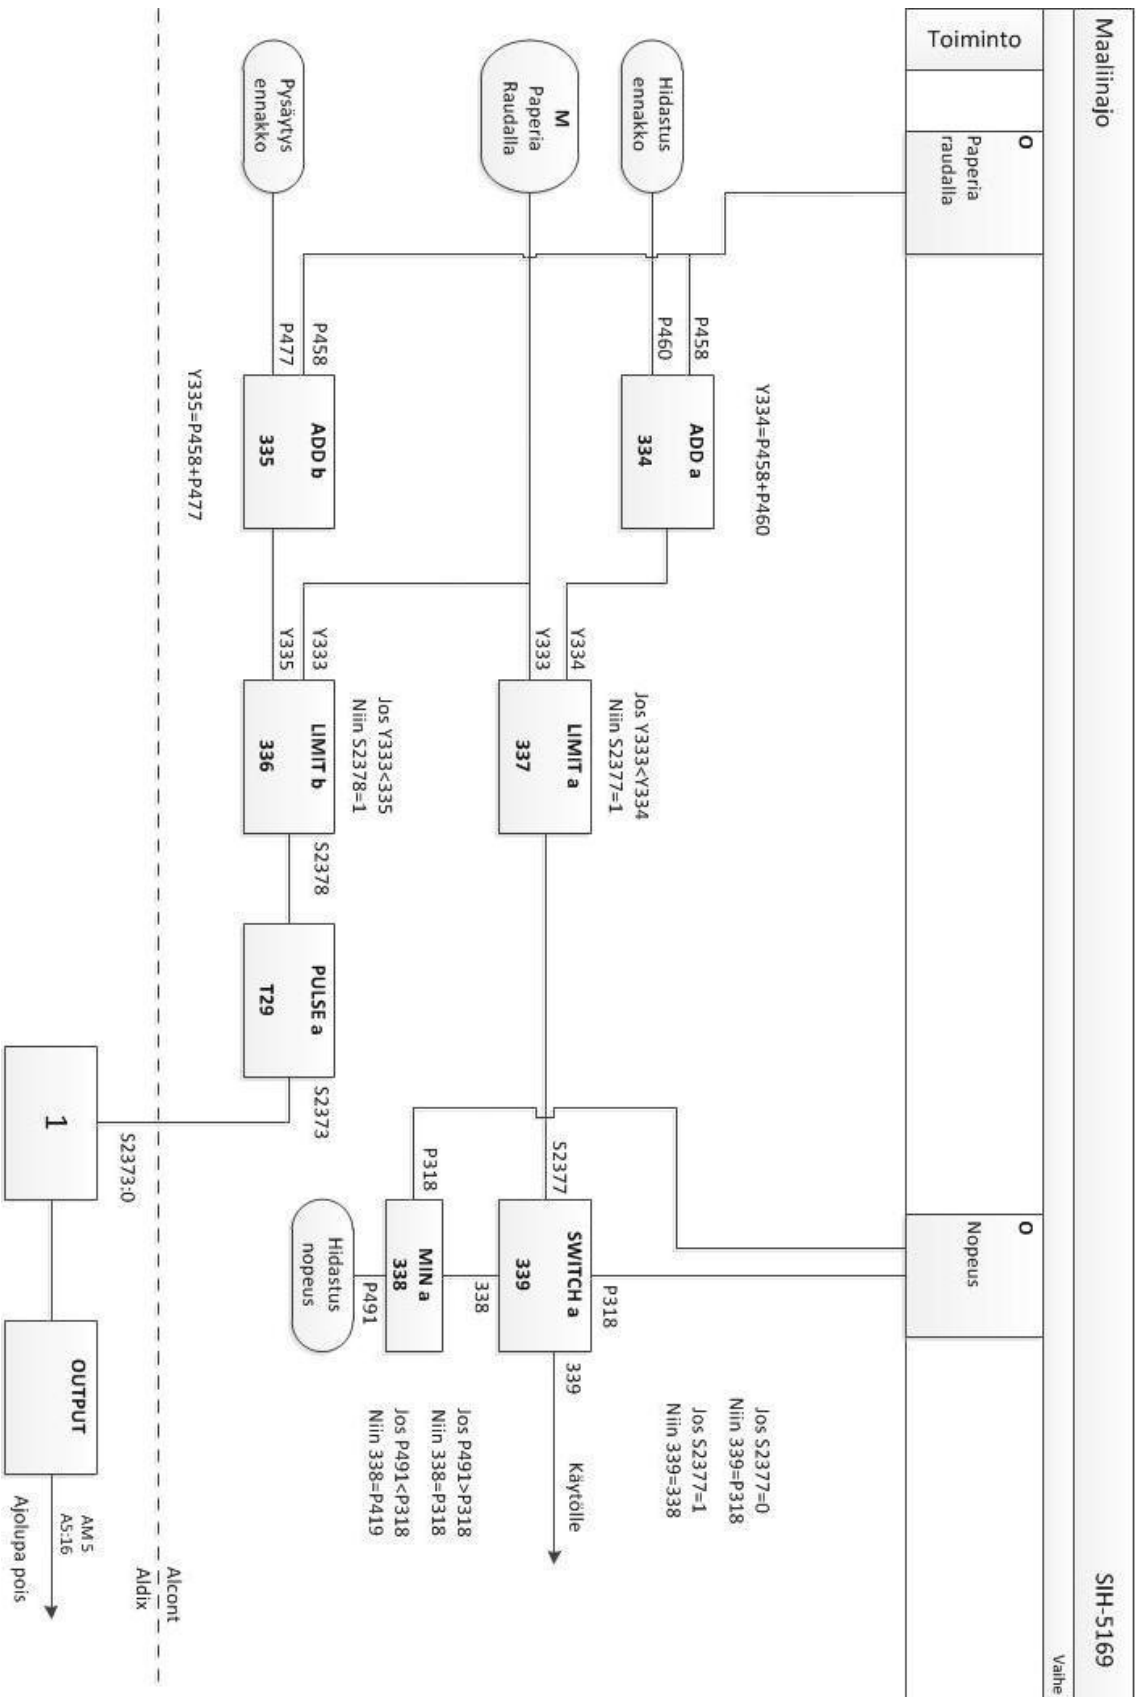 Maaliinajo
SIH-5169
Vaihe
Toiminto
O
Paperia
raudalla
O
Nopeus
Hidastus
ennakko
P458
P460
ADD a
334
Y334=P458+P460
M
Paperia
Raudalla
Y334
Y333
LIMIT a
337
Jos Y333<Y334
Niin S2377=1
S2377
SWITCH a
339
P318
339
Käytölle
Jos S2377=0
Niin 339=P318
Jos S2377=1
Niin 339=338
338
P318
MIN a
338
P491
Hidastus
nopeus
Jos P491>P318
Niin 338=P318
Jos P491<P318
Niin 338=P419
Pysäytys
ennakko
P458
P477
ADD b
335
Y335=P458+P477
Y333
Y335
LIMIT b
336
Jos Y333<335
Niin S2378=1
S2378
PULSE a
T29
S2373
Alcont
Aldix
S2373:0
1
OUTPUT
AM 5
A5:16
Ajolupa pois